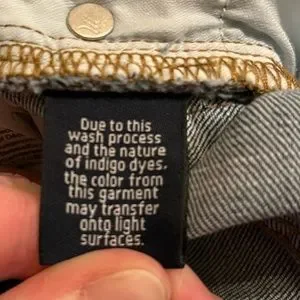 Due to this
wash process
and the nature
of indigo dyes.
the color from
this garment
may transfer
onto light
surfaces.